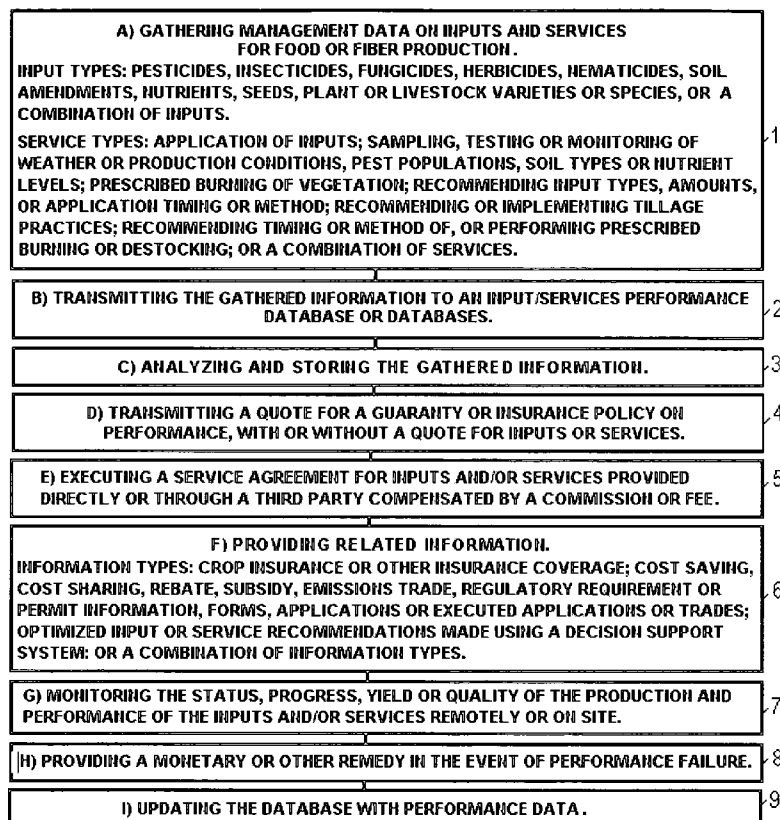 A) GATHERING MANAGEMENT DATA ON INPUTS AND SERVICES
FOR FOOD OR FIBER PRODUCTION.
INPUT TYPES: PESTICIDES, INSECTICIDES, FUNGICIDES, HERBICIDES, NEMATICIDES, SOIL
AMENDMENTS, NUTRIENTS, SEEDS, PLANT OR LIVESTOCK VARIETIES OR SPECIES, OR A
COMBINATION OF INPUTS.
SERVICE TYPES: APPLICATION OF INPUTS; SAMPLING, TESTING OR MONITORING OF
WEATHER OR PRODUCTION CONDITIONS, PEST POPULATIONS, SOIL TYPES OR NUTRIENT
LEVELS; PRESCRIBED BURNING OF VEGETATION; RECOMMENDING INPUT TYPES, AMOUNTS,
OR APPLICATION TIMING OR METHOD; RECOMMENDING OR IMPLEMENTING TILLAGE
PRACTICES; RECOMMENDING TIMING OR METHOD OF, OR PERFORMING PRESCRIBED
BURNING OR DESTOCKING; OR A COMBINATION OF SERVICES.
1
B) TRANSMITTING THE GATHERED INFORMATION TO AN INPUT/SERVICES PERFORMANCE
DATABASE OR DATABASES.
2
C) ANALYZING AND STORING THE GATHERED INFORMATION.
3
D) TRANSMITTING A QUOTE FOR A GUARANTY OR INSURANCE POLICY ON
PERFORMANCE, WITH OR WITHOUT A QUOTE FOR INPUTS OR SERVICES.
4
E) EXECUTING A SERVICE AGREEMENT FOR INPUTS AND/OR SERVICES PROVIDED
DIRECTLY OR THROUGH A THIRD PARTY COMPENSATED BY A COMMISSION OR FEE.
5
F) PROVIDING RELATED INFORMATION.
INFORMATION TYPES: CROP INSURANCE OR OTHER INSURANCE COVERAGE; COST SAVING,
COST SHARING, REBATE, SUBSIDY, EMISSIONS TRADE, REGULATORY REQUIREMENT OR
PERMIT INFORMATION, FORMS, APPLICATIONS OR EXECUTED APPLICATIONS OR TRADES;
OPTIMIZED INPUT OR SERVICE RECOMMENDATIONS MADE USING A DECISION SUPPORT
SYSTEM: OR A COMBINATION OF INFORMATION TYPES.
6
G) MONITORING THE STATUS, PROGRESS, YIELD OR QUALITY OF THE PRODUCTION AND
PERFORMANCE OF THE INPUTS AND/OR SERVICES REMOTELY OR ON SITE.
7
H) PROVIDING A MONETARY OR OTHER REMEDY IN THE EVENT OF PERFORMANCE FAILURE.
8
I) UPDATING THE DATABASE WITH PERFORMANCE DATA.
9